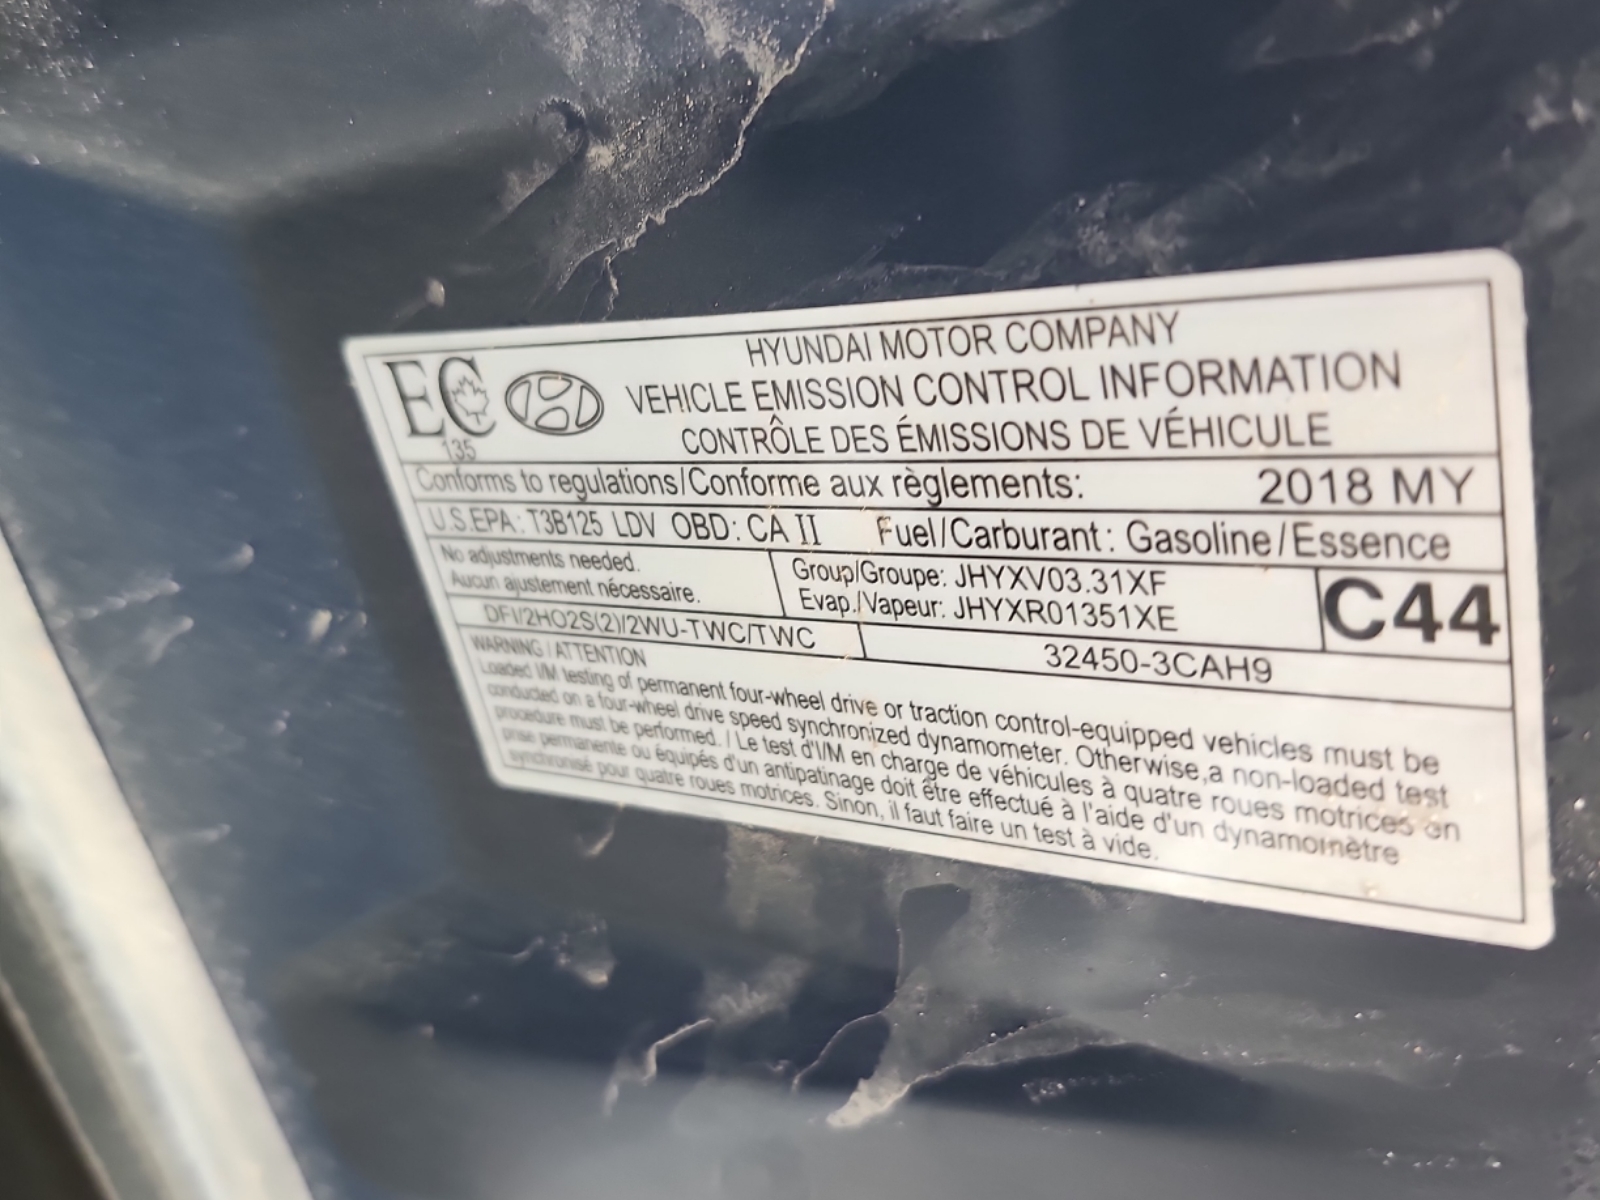 EC
135
HYUNDAI MOTOR COMPANY
VEHICLE EMISSION CONTROL INFORMATION
CONTRÔLE DES ÉMISSIONS DE VÉHICULE
Conforms to regulations/Conforme aux règlements: 2018 MY
U.S.EPA: T3B125 LDV OBD: CA II Fuel/Carburant: Gasoline/Essence
No adjustments needed.
Aucun ajustement nécessaire.
Group/Groupe: JHYXV03.31XF
Evap./Vapeur: JHYXR01351XE
C44
DFI/2HO2S(2)/2WU-TWC/TWC
32450-3CAH9
WARNING / ATTENTION
Loaded I/M testing of permanent four-wheel drive or traction control-equipped vehicles must be
conducted on a four-wheel drive speed synchronized dynamometer. Otherwise,a non-loaded test
procedure must be performed. / Le test d'I/M en charge de véhicules à quatre roues motrices en
prise permanente ou équipés d'un antipatinage doit être effectué à l'aide d'un dynamomètre
synchronisé pour quatre roues motrices. Sinon, il faut faire un test à vide.